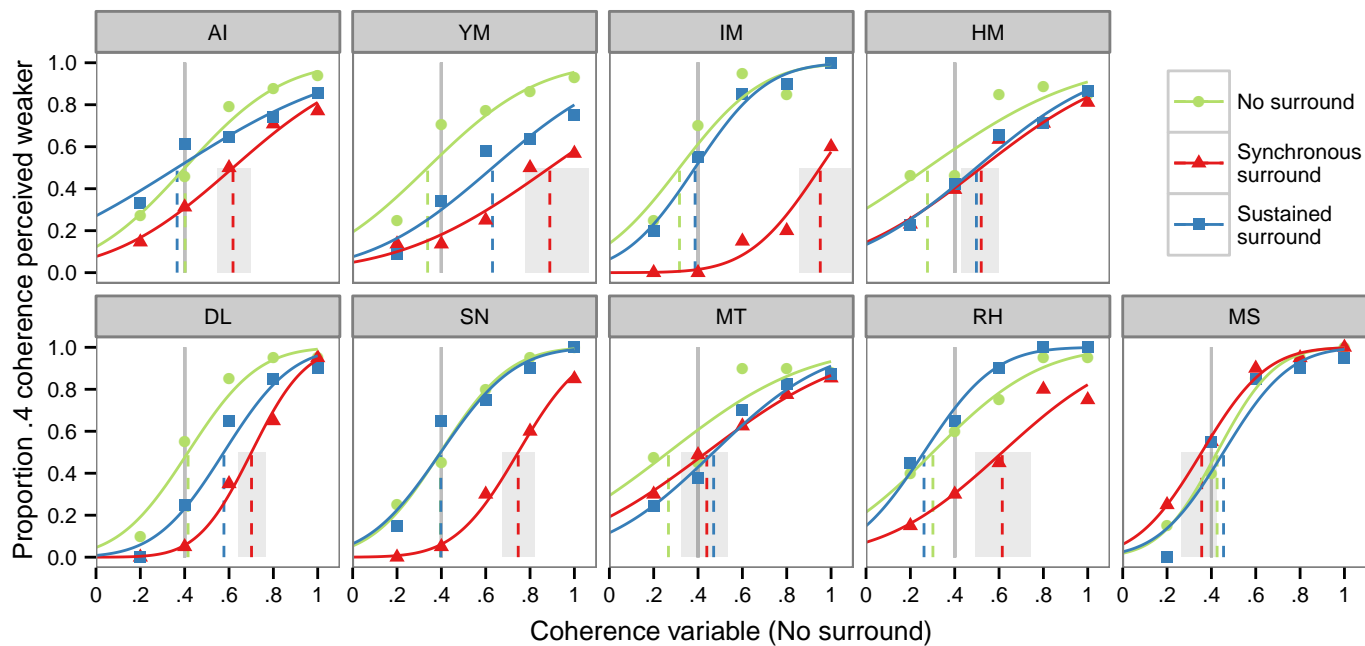 AI YM IM HM
1.0
0.8
0.6
0.4
0.2
0.0
No surround
Synchronous
surround
Sustained
surround
DL SN MT RH MS
1.0
0.8
0.6
0.4
0.2
0.0
0 .2 .4 .6 .8 1 0 .2 .4 .6 .8 1 0 .2 .4 .6 .8 1 0 .2 .4 .6 .8 1 0 .2 .4 .6 .8 1
Coherence variable (No surround)
Proportion .4 coherence perceived weaker